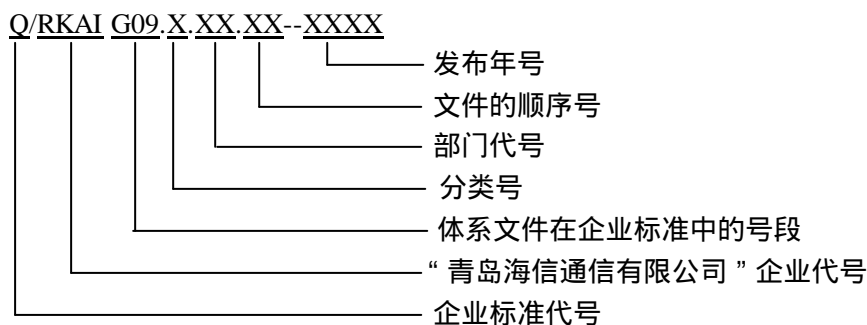 Q/RKAI G09.X.XX.XX--XXXX
发布年号
文件的顺序号
部门代号
分类号
体系文件在企业标准中的号段
“青岛海信通信有限公司”企业代号
企业标准代号